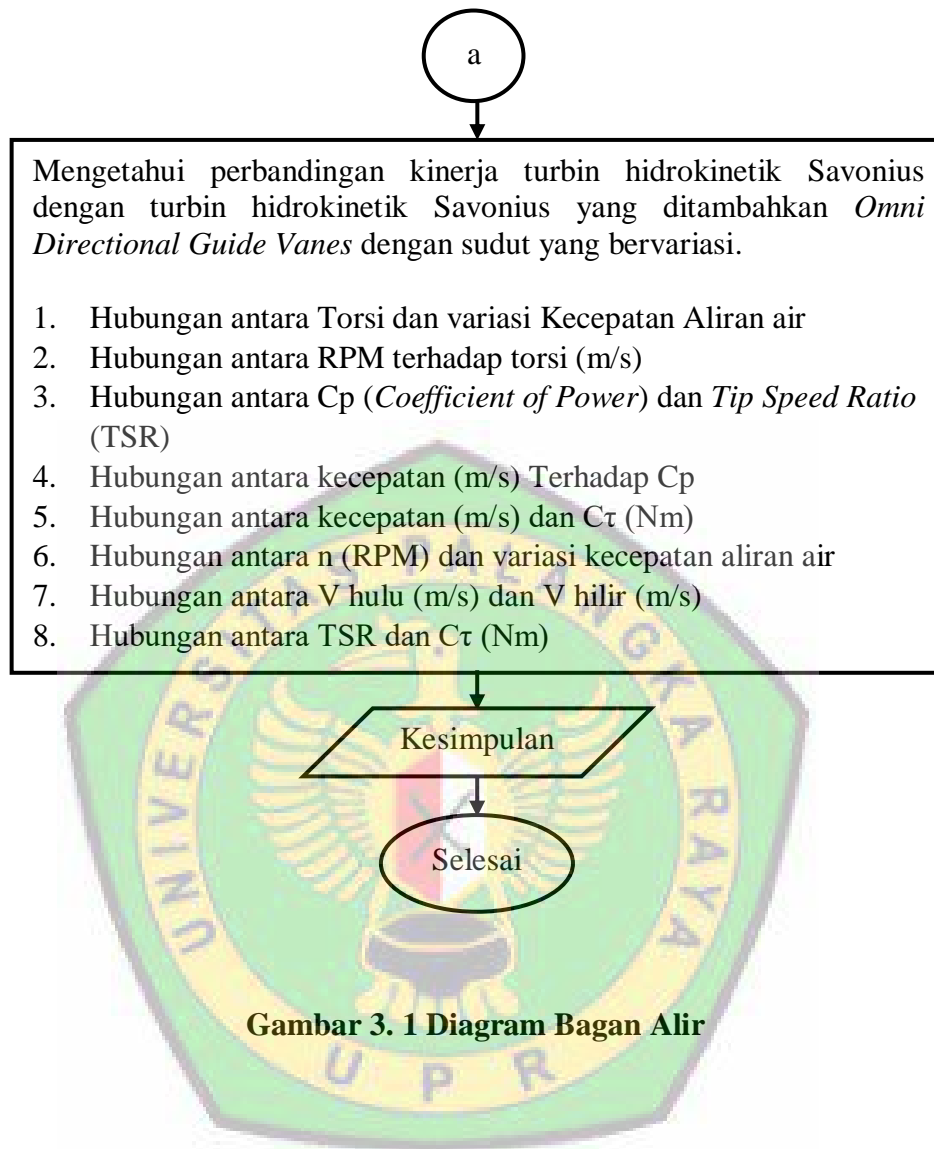 a
Mengetahui perbandingan kinerja turbin hidrokinetik Savonius
dengan turbin hidrokinetik Savonius yang ditambahkan Omni
Directional Guide Vanes dengan sudut yang bervariasi.
1. Hubungan antara Torsi dan variasi Kecepatan Aliran air
2. Hubungan antara RPM terhadap torsi (m/s)
3. Hubungan antara Cp (Coefficient of Power) dan Tip Speed Ratio
(TSR)
4. Hubungan antara kecepatan (m/s) Terhadap Cp
5. Hubungan antara kecepatan (m/s) dan Cτ (Nm)
6. Hubungan antara n (RPM) dan variasi kecepatan aliran air
7. Hubungan antara V hulu (m/s) dan V hilir (m/s)
8. Hubungan antara TSR dan Cτ (Nm)
Kesimpulan
Selesai
Gambar 3. 1 Diagram Bagan Alir
UNIVERSITAS PALANGKA RAYA
UPR